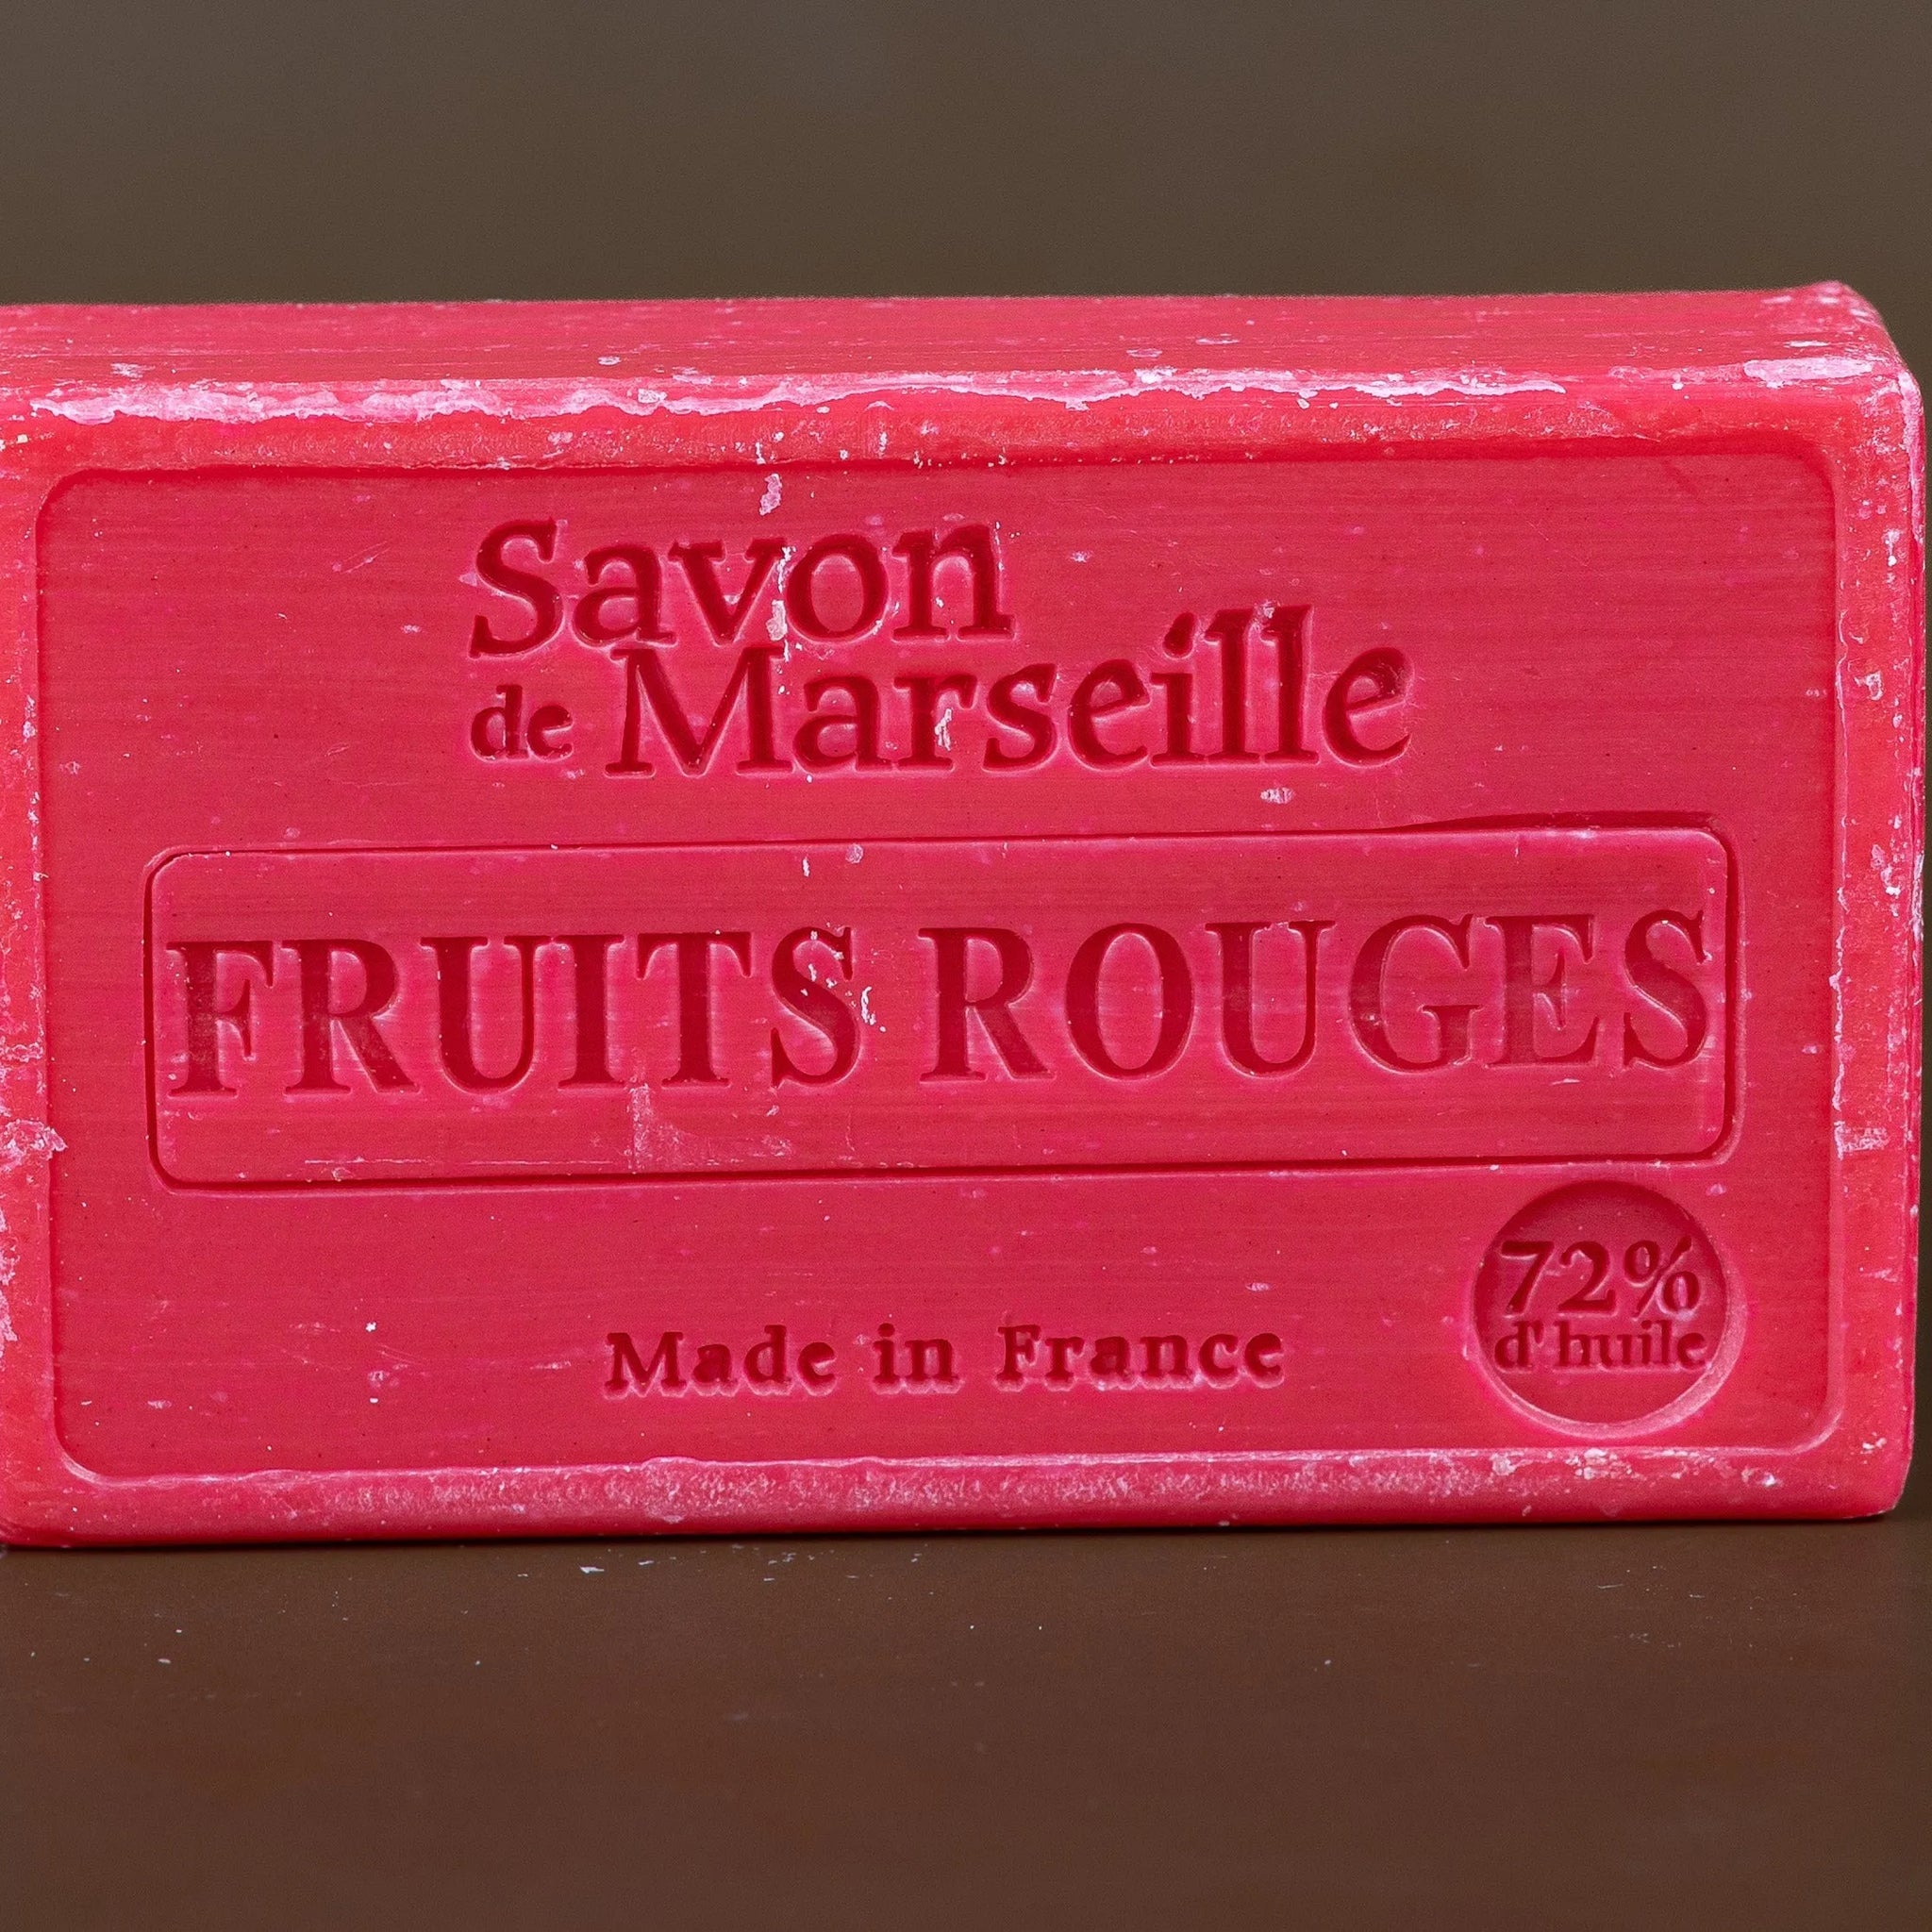 Savon
de Marseille
FRUITS ROUGES
72%
d'huile
Made in France